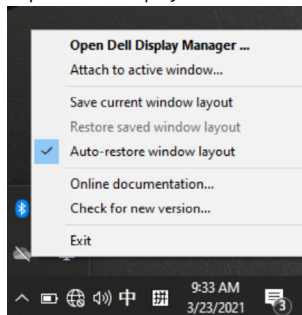 Open Dell Display Manager ...
Attach to active window...
Save current window layout
Restore saved window layout
Auto-restore window layout
Online documentation...
Check for new version...
Exit
中 拼 9:33 AM
3/23/2021 3